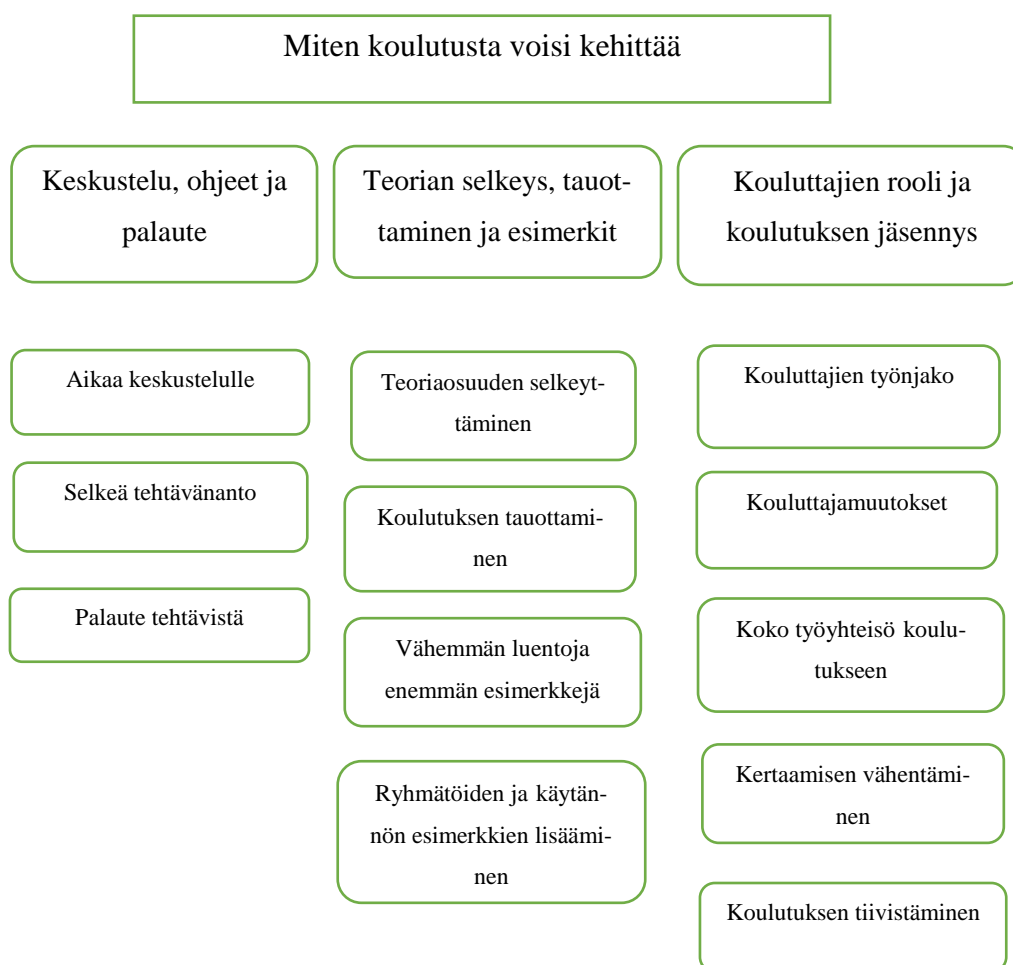 Miten koulutusta voisi kehittää
Keskustelu, ohjeet ja
palaute
Teorian selkeys, tauot-
taminen ja esimerkit
Kouluttajien rooli ja
koulutuksen jäsennys
Aikaa keskustelulle
Selkeä tehtävänanto
Palaute tehtävistä
Teoriaosuuden selkeyt-
täminen
Koulutuksen tauottami-
nen
Vähemmän luentoja
enemmän esimerkkejä
Ryhmätöiden ja käytän-
nön esimerkkien lisäämi-
nen
Kouluttajien työnjako
Kouluttajamuutokset
Koko työyhteisö koulu-
tukseen
Kertaamisen vähentämi-
nen
Koulutuksen tiivistäminen